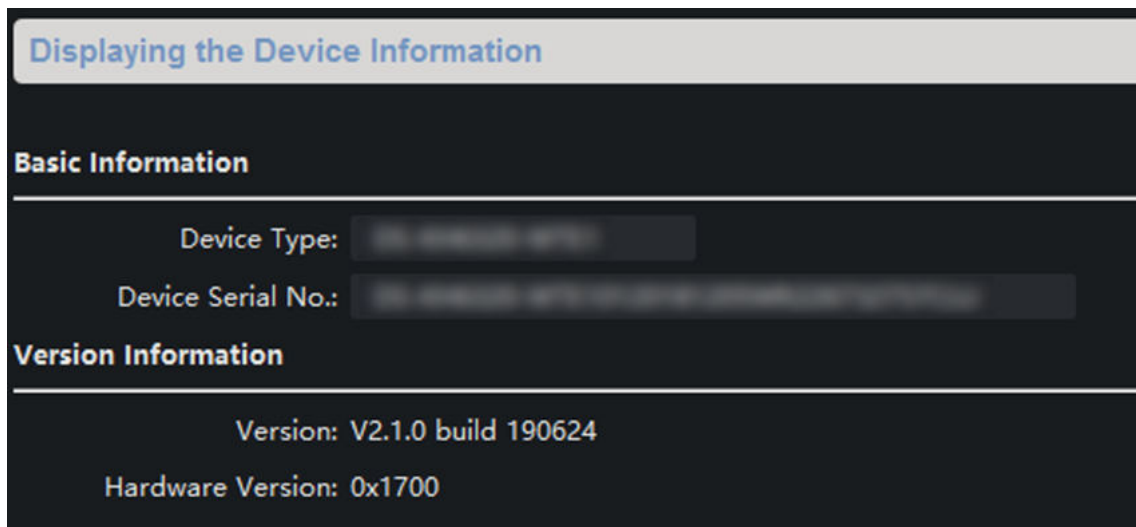 Displaying the Device Information
Basic Information
Device Type:
Device Serial No.:
Version Information
Version: V2.1.0 build 190624
Hardware Version: 0x1700